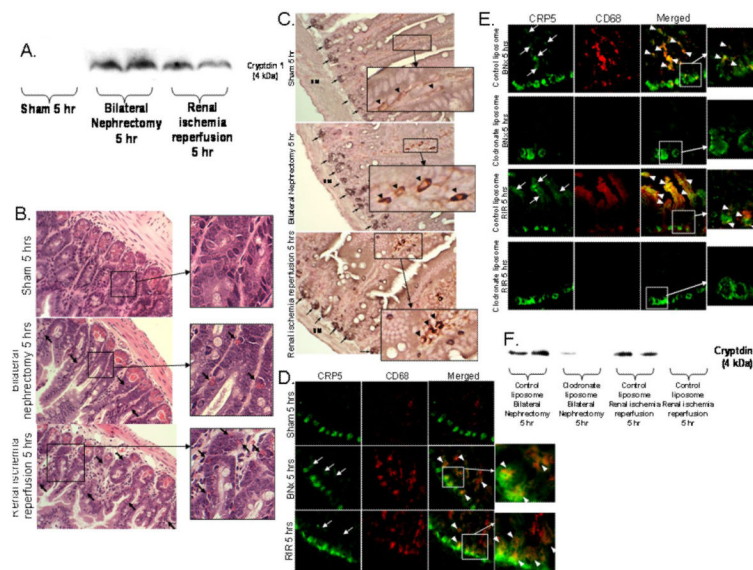 A.
Cryptdin 1
(4 kDa)
Sham 5 hr
Bilateral
Nephrectomy
5 hr
Renal
ischemia
reperfusion
5 hr
B.
Sham 5 hrs
Bilateral
nephrectomy 5 hrs
Renal ischemia
reperfusion 5 hrs
C.
Sham 5 hr
SM
Bilateral Nephrectomy 5 hr
SM
Renal ischemia reperfusion 5 hrs
SM
D.
CRP5
CD68
Merged
Sham 5 hrs
BNx 5 hrs
RIR 5 hrs
E.
CRP5
CD68
Merged
Control liposome
BNx 5 hrs
Clodronate liposome
BNx 5 hrs
Control liposome
RIR 5 hrs
Clodronate liposome
RIR 5 hrs
F.
Cryptdin
(4 kDa)
Control
liposome
Bilateral
Nephrectomy
5 hr
Clodronate
liposome
Bilateral
Nephrectomy
5 hr
Control
liposome
Renal ischemia
reperfusion
5 hr
Control
liposome
Renal ischemia
reperfusion
5 hr